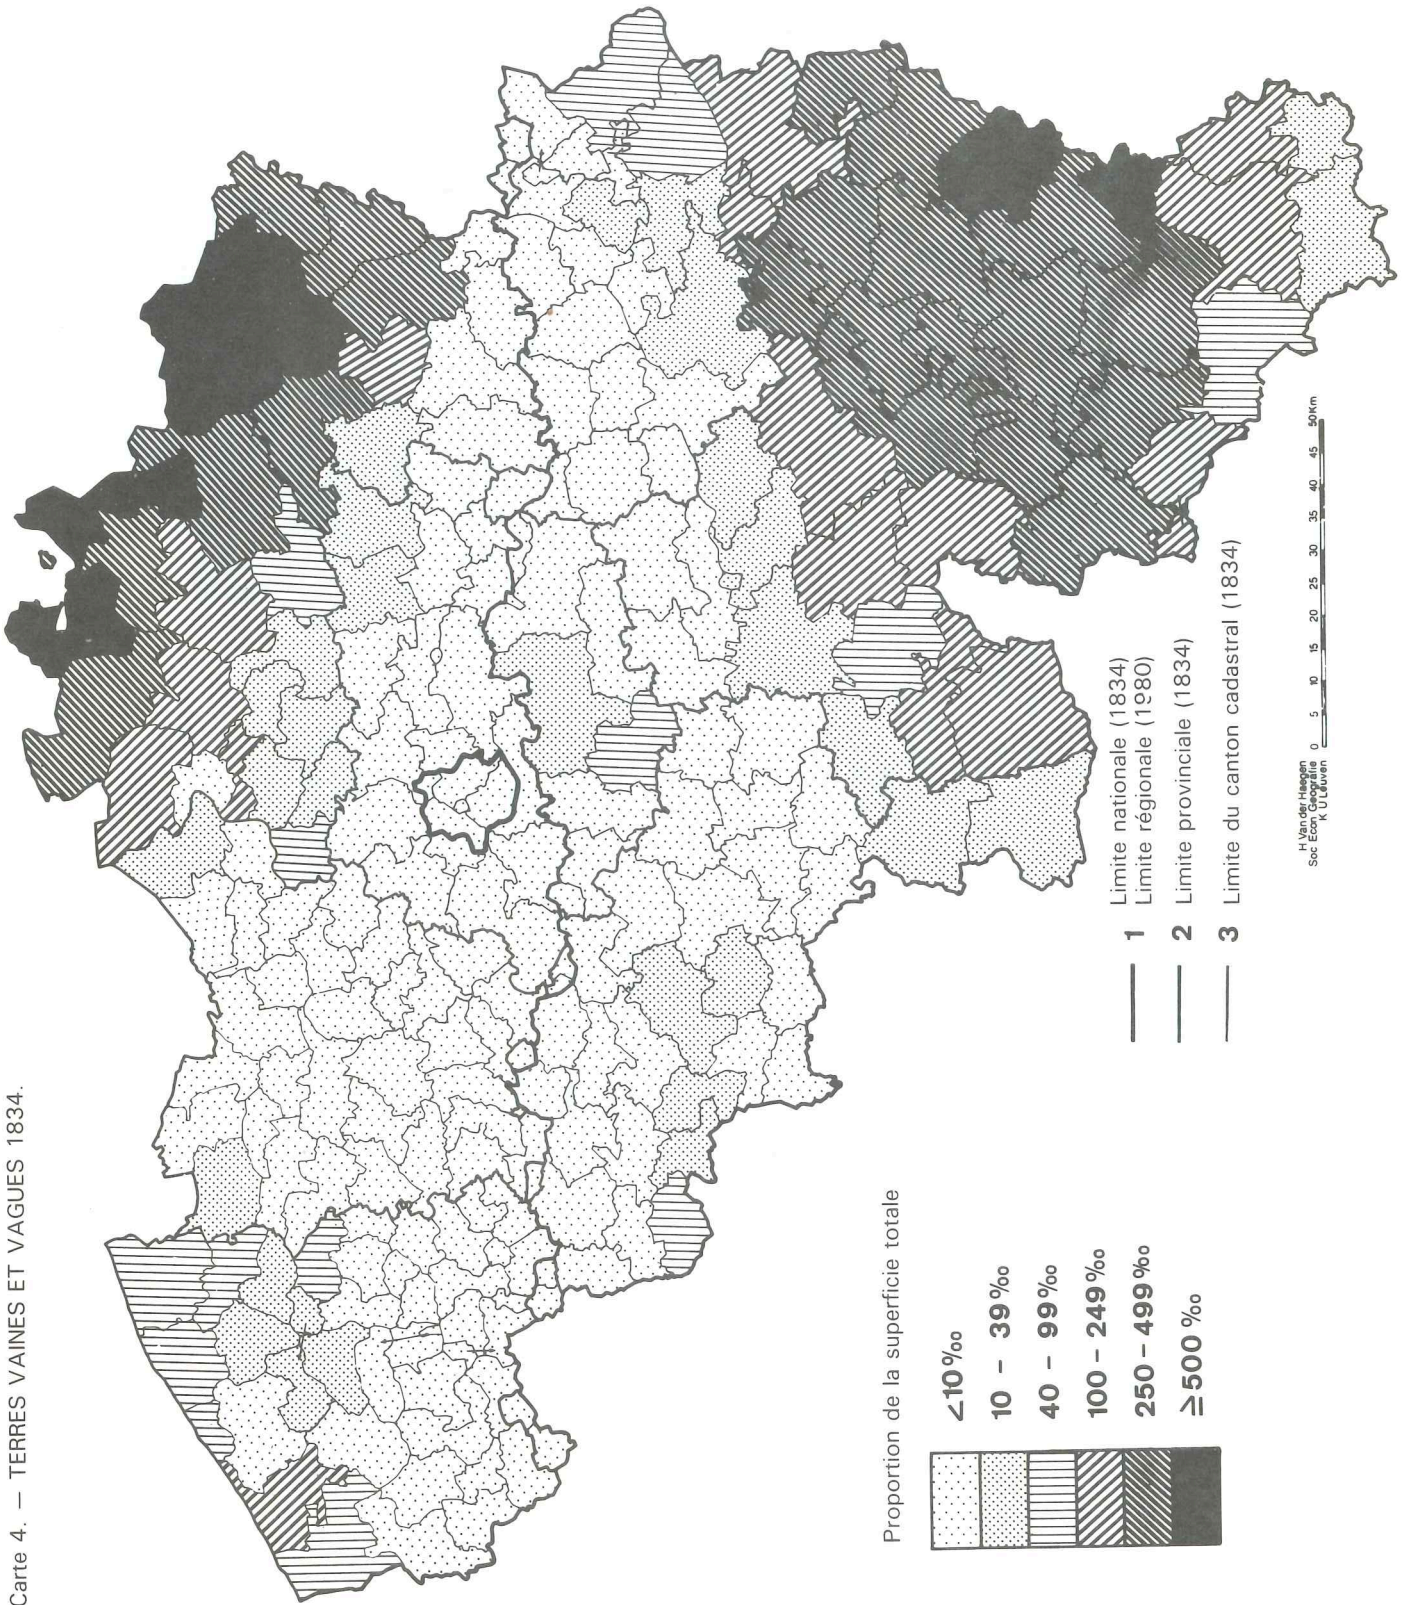 Carte 4. — TERRES VAINES ET VAGUES 1834.
Proportion de la superficie totale
<10‰
10 – 39‰
40 – 99‰
100 – 249‰
250 – 499‰
≧500 ‰
Limite nationale (1834)
1 Limite régionale (1980)
2 Limite provinciale (1834)
3 Limite du canton cadastral (1834)
H Van der Haegen
Soc Econ Geografie
K U Leuven
0 5 10 15 20 25 30 35 40 45 50Km